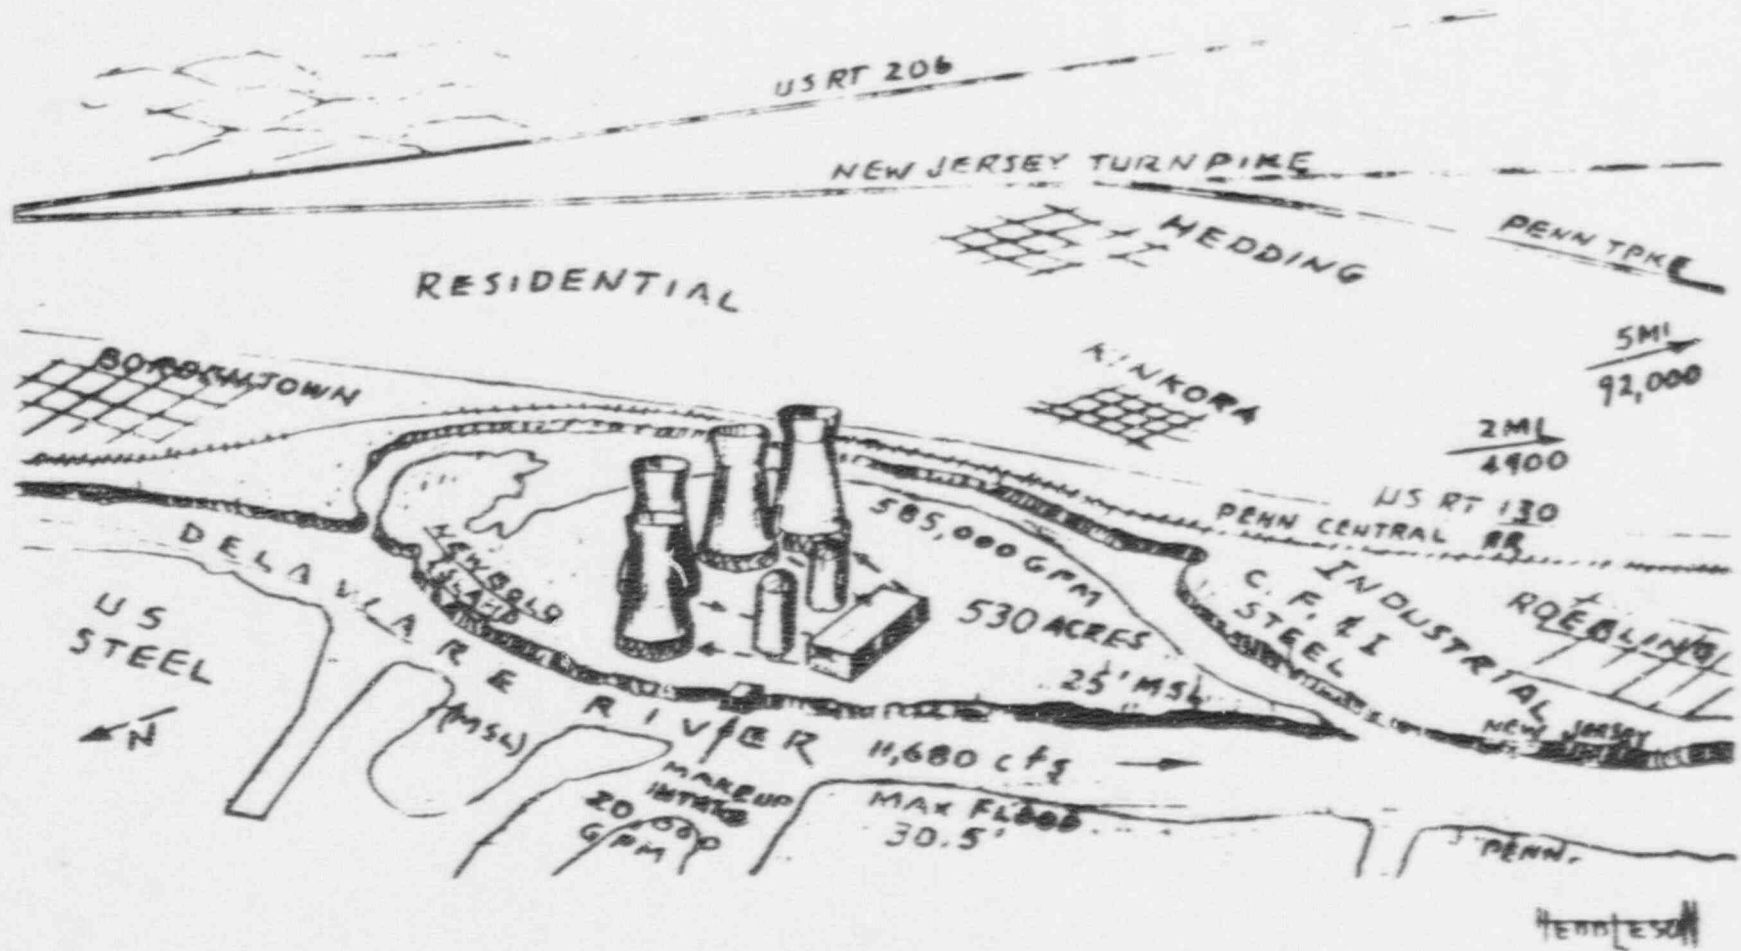 US RT 206
NEW JERSEY TURNPIKE
HEDDING
PENN TPKE
RESIDENTIAL
5MI
92,000
BORDENTOWN
KINKORA
2MI
4900
US RT 130
PENN CENTRAL RR
585,000 GPM
530 ACRES
25' MSL
NEWBOLD
ISLAND
DELAWARE RIVER
(MSL)
US
STEEL
N
INDUSTRIAL
C. F. & I
STEEL
ROEBLING
NEW JERSEY
11,680 cfs
MAKEUP
INTAKE
20,000
GPM
MAX FLOOD
30.5'
PENN.